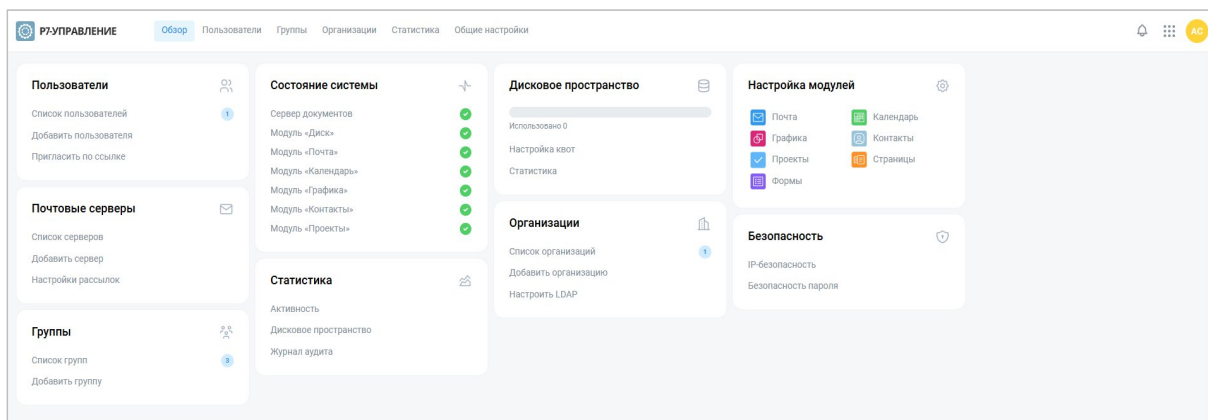 Р7-УПРАВЛЕНИЕ
Обзор Пользователи Группы Организации Статистика Общие настройки
AG
Пользователи
Список пользователей 1
Добавить пользователя
Пригласить по ссылке
Почтовые серверы
Список серверов
Добавить сервер
Настройки рассылок
Группы
Список групп 3
Добавить группу
Состояние системы
Сервер документов
Модуль «Диск»
Модуль «Почта»
Модуль «Календарь»
Модуль «Графика»
Модуль «Контакты»
Модуль «Проекты»
Статистика
Активность
Дисковое пространство
Журнал аудита
Дисковое пространство
Использовано 0
Настройка квот
Статистика
Организации
Список организаций 1
Добавить организацию
Настроить LDAP
Настройка модулей
Почта Календарь
Графика Контакты
Проекты Страницы
Формы
Безопасность
IP-безопасность
Безопасность пароля